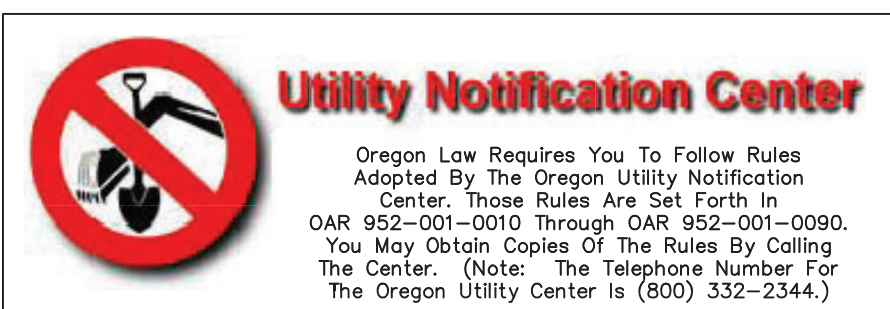 Utility Notification Center
Oregon Law Requires You To Follow Rules
Adopted By The Oregon Utility Notification
Center. Those Rules Are Set Forth In
OAR 952-001-0010 Through OAR 952-001-0090.
You May Obtain Copies Of The Rules By Calling
The Center. (Note: The Telephone Number For
The Oregon Utility Center Is (800) 332-2344.)